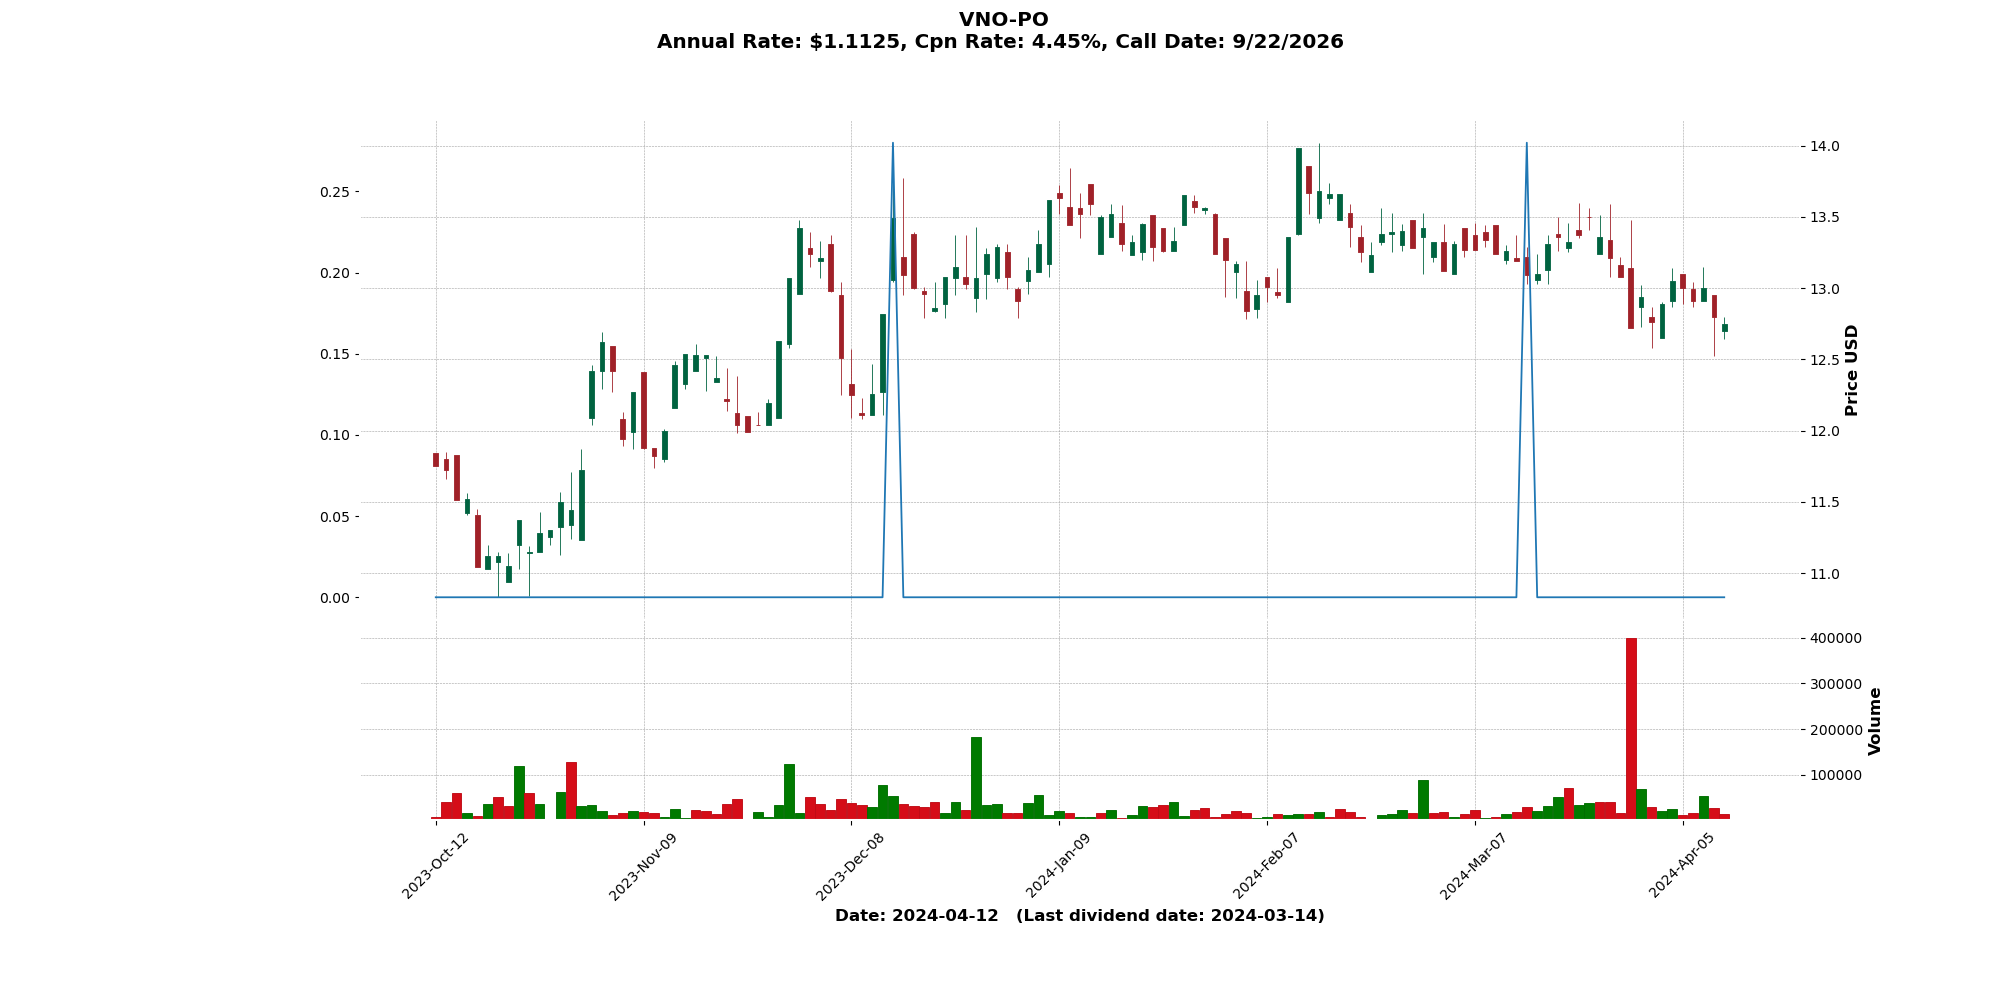 VNO-PO
Annual Rate: $1.1125, Cpn Rate: 4.45%, Call Date: 9/22/2026
0.25
0.20
0.15
0.10
0.05
0.00
14.0
13.5
13.0
12.5
12.0
11.5
11.0
Price USD
400000
300000
200000
100000
Volume
2023-Oct-12
2023-Nov-09
2023-Dec-08
2024-Jan-09
2024-Feb-07
2024-Mar-07
2024-Apr-05
Date: 2024-04-12 (Last dividend date: 2024-03-14)